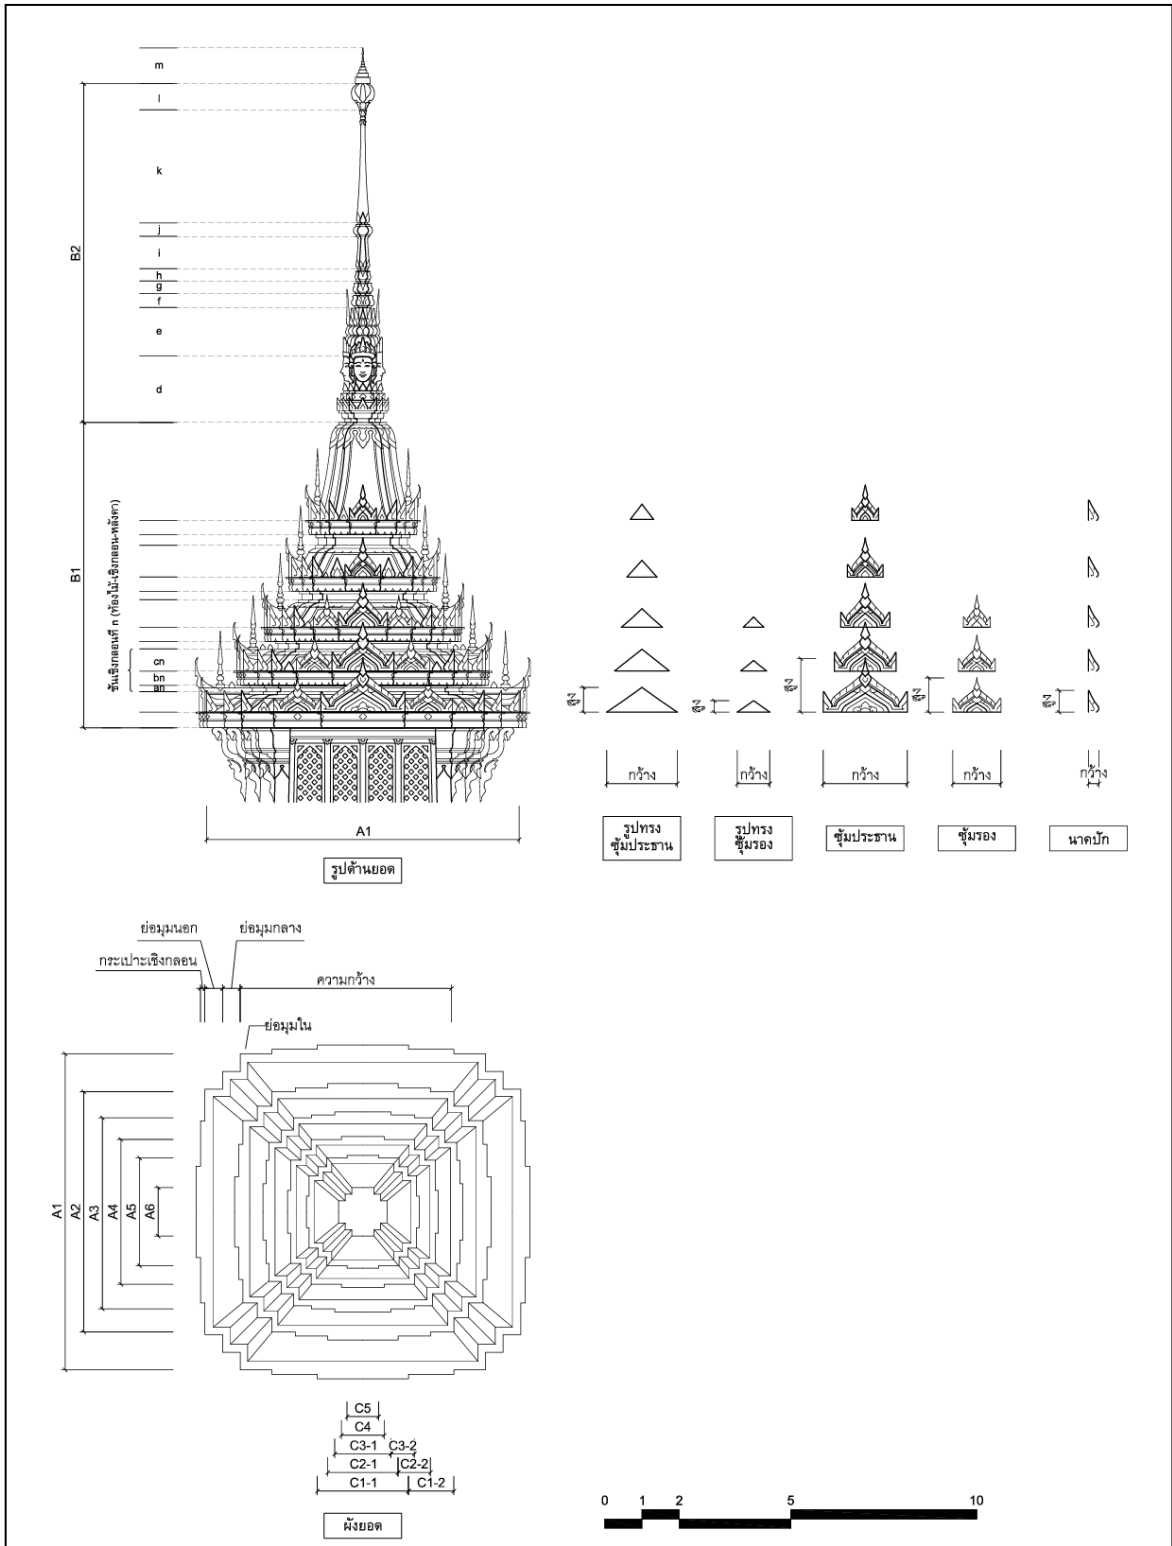 m
l
k
j
i
h
g
f
e
d
B2
B1
ชั้นเชิงกลอนที่ n (ท้องไม้-เชิงกลอน-หลังคา)
cn
bn
an
A1
รูปด้านยอด
สูง
สูง
สูง
สูง
สูง
กว้าง
กว้าง
กว้าง
กว้าง
กว้าง
รูปทรง
ซุ้มประธาน
รูปทรง
ซุ้มรอง
ซุ้มประธาน
ซุ้มรอง
นาคปัก
ย่อมุมนอก
ย่อมุมกลาง
กระเปาะเชิงกลอน
ความกว้าง
ย่อมุมใน
A1
A2
A3
A4
A5
A6
C5
C4
C3-1
C3-2
C2-1
C2-2
C1-1
C1-2
ผังยอด
0
1
2
5
10